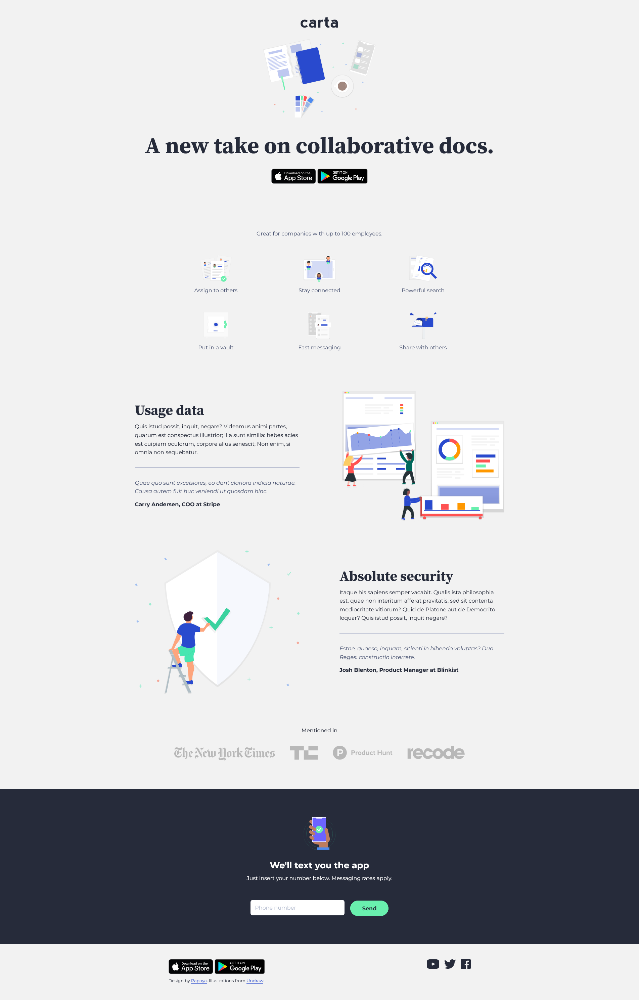 carta
A new take on collaborative docs.
Download on the
App Store
GET IT ON
Google Play
Great for companies with up to 100 employees.
Assign to others
Stay connected
Powerful search
Put in a vault
Fast messaging
Share with others
Usage data
Quis istud possit, inquit, negare? Videamus animi partes,
quarum est conspectus illustrior; Illa sunt similia: hebes acies
est cuipiam oculorum, corpore alius senescit; Non enim, si
omnia non sequebatur.
Quae quo sunt excelsiores, eo dant clariora indicia naturae.
Causa autem fuit huc veniendi ut quosdam hinc.
Carry Andersen, COO at Stripe
Absolute security
Itaque his sapiens semper vacabit. Qualis ista philosophia
est, quae non interitum afferat pravitatis, sed sit contenta
mediocritate vitiorum? Quid de Platone aut de Democrito
loquar? Quis istud possit, inquit negare?
Estne, quaeso, inquam, sitienti in bibendo voluptas? Duo
Reges: constructio interrete.
Josh Blenton, Product Manager at Blinkist
Mentioned in
The New York Times
TC
P Product Hunt
recode
We'll text you the app
Just insert your number below. Messaging rates apply.
Phone number
Send
Download on the
App Store
GET IT ON
Google Play
Design by Papaya. Illustrations from Undraw.